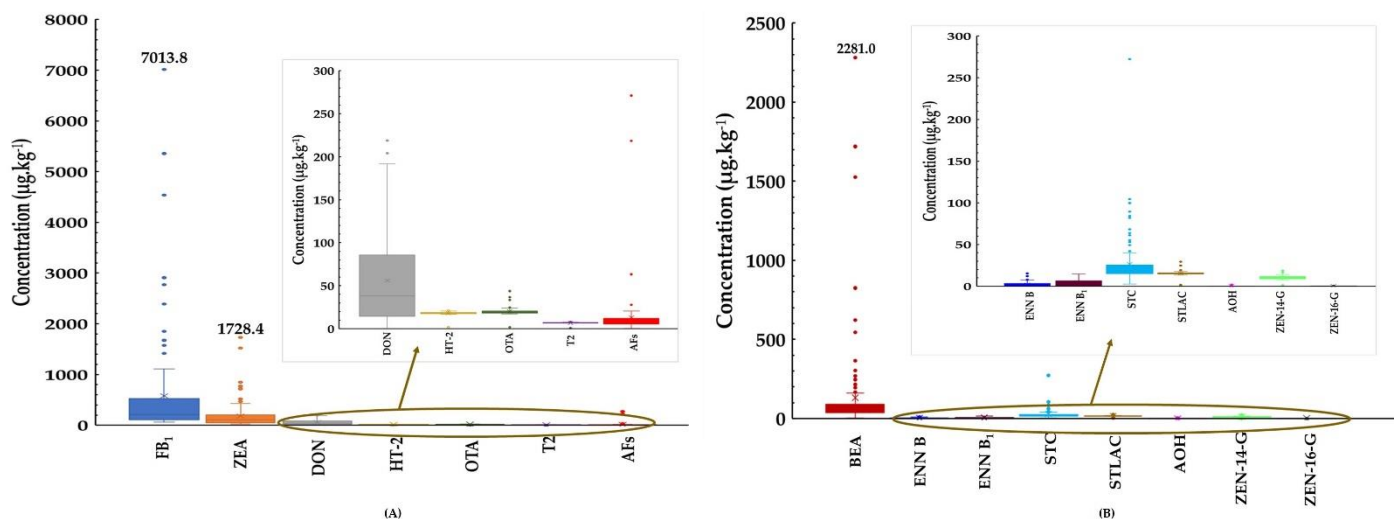 8000
7000
6000
5000
4000
3000
2000
1000
0
Concentration (µg.kg⁻¹)
7013.8
1728.4
FB₁
ZEA
DON
HT-2
OTA
T2
AFs
300
250
200
150
100
50
0
Concentration (µg.kg⁻¹)
DON
HT-2
OTA
T2
AFs
(A)
2500
2000
1500
1000
500
0
Concentration (µg.kg⁻¹)
2281.0
BEA
ENN B
ENN B₁
STC
STLAC
AOH
ZEN-14-G
ZEN-16-G
300
250
200
150
100
50
0
Concentration (µg.kg⁻¹)
ENN B
ENN B₁
STC
STLAC
AOH
ZEN-14-G
ZEN-16-G
(B)